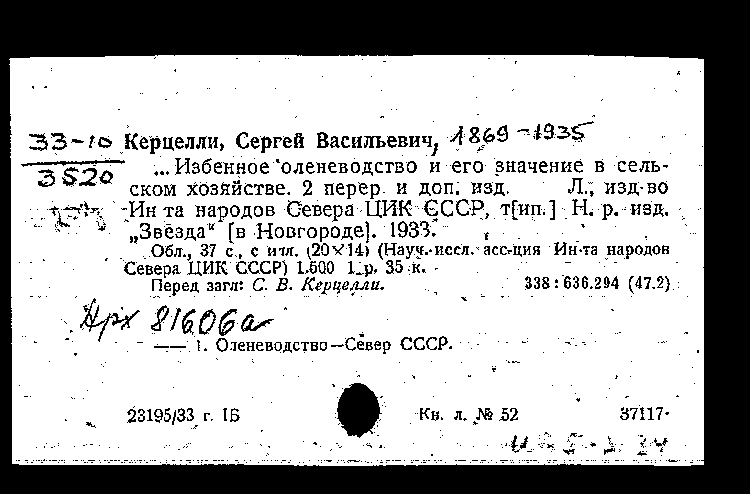 33-10 Керцелли, Сергей Васильевич, 1869-1935
3520 ... Избенное оленеводство и его значение в сель-
ском хозяйстве. 2 перер. и доп. изд. Л., изд-во
Ин-та народов Севера ЦИК СССР, т[ип.] Н. р. изд.
„Звезда“ [в Новгороде]. 1933.
Обл., 37 с., с илл. (20×14) (Науч.-иссл. асс-ция Ин-та народов
Севера ЦИК СССР) 1.500 1 р. 35 к.
Перед загл: С. В. Керцелли. 338:636.294 (47.2)
Арх 81606а
—— 1. Оленеводство—Север СССР.
23195/33 г. 1Б Кн. л. № 52 37117